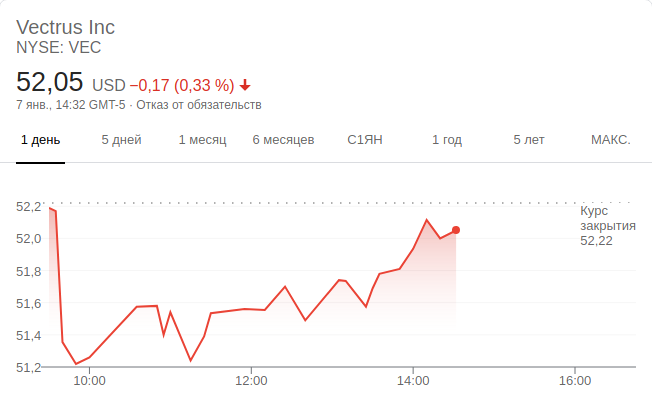 Vectrus Inc
NYSE: VEC
52,05 USD −0,17 (0,33 %)
7 янв., 14:32 GMT-5 · Отказ от обязательств
1 день 5 дней 1 месяц 6 месяцев С1ЯН 1 год 5 лет МАКС.
52,2
52,0
51,8
51,6
51,4
51,2
Курс
закрытия
52,22
10:00 12:00 14:00 16:00